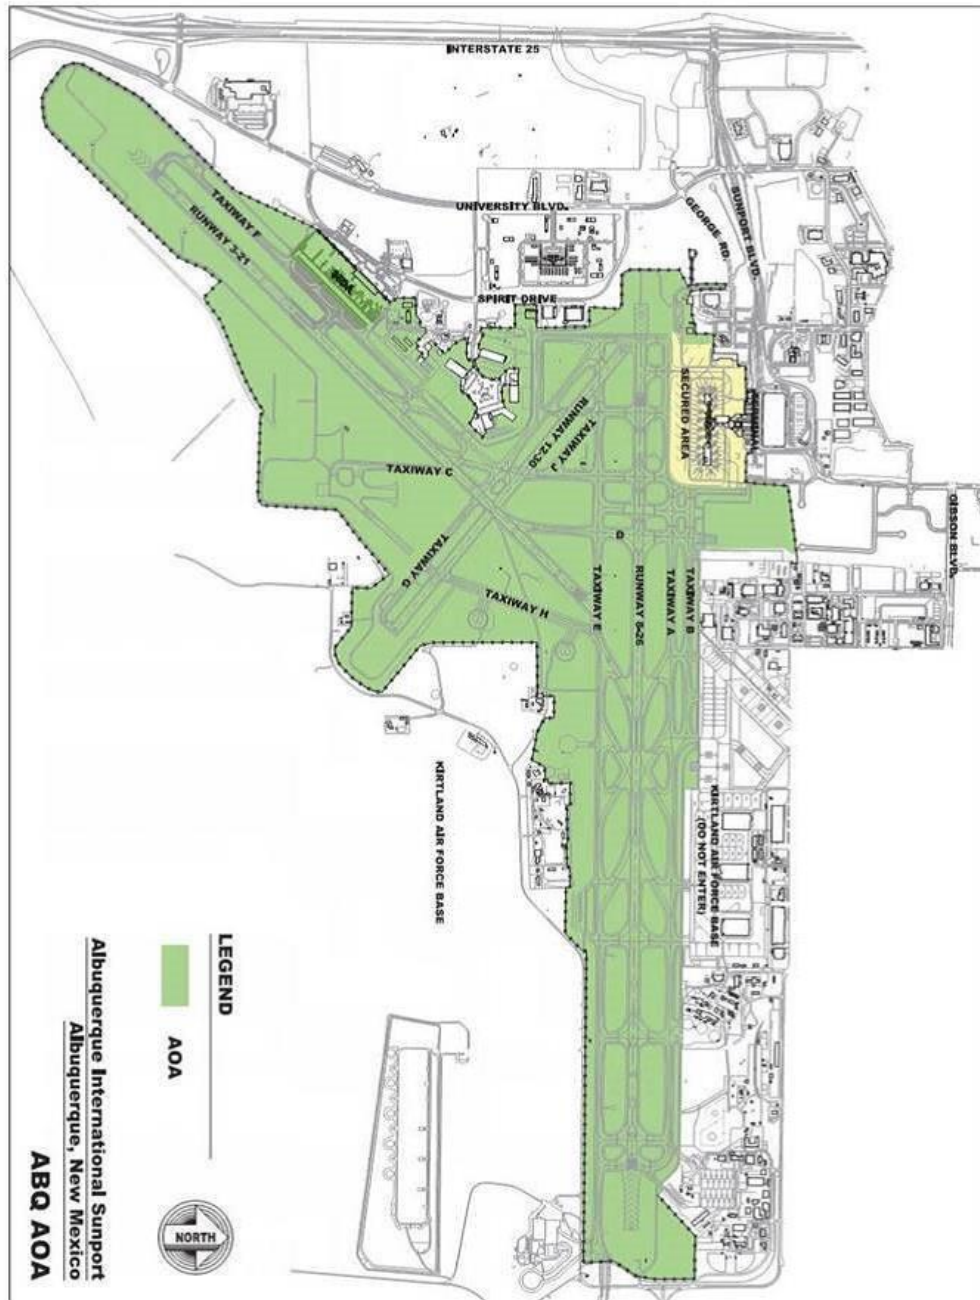 INTERSTATE 25
UNIVERSITY BLVD.
GEORGE RD.
SUNPORT BLVD.
SPIRIT DRIVE
TAXIWAY F
RUNWAY 3-21
SECURED AREA
RUNWAY 12-30
TAXIWAY J
TAXIWAY C
GIBSON BLVD.
D
TAXIWAY G
TAXIWAY H
TAXIWAY E
RUNWAY 8-26
TAXIWAY A
TAXIWAY B
KIRTLAND AIR FORCE BASE
KIRTLAND AIR FORCE BASE
(DO NOT ENTER)
LEGEND
AOA
NORTH
Albuquerque International Sunport
Albuquerque, New Mexico
ABQ AOA